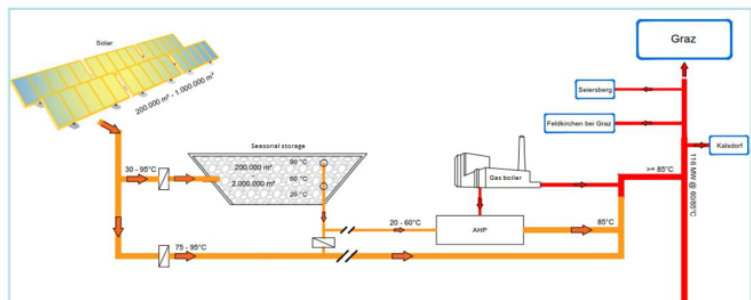 Solar
200.000 m² - 1.000.000 m²
Graz
Seiersberg
Feldkirchen bei Graz
Kalsdorf
Seasonal storage
200.000 m³
2.000.000 m³
90 °C
60 °C
20 °C
30 - 95°C
Gas boiler
>= 85°C
116 MW @ 60/85°C
20 - 60°C
AHP
85°C
75 - 95°C